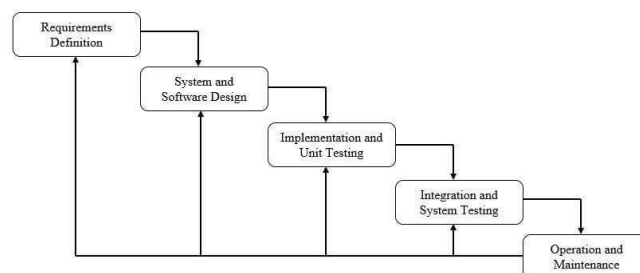 Requirements
Definition
System and
Software Design
Implementation and
Unit Testing
Integration and
System Testing
Operation and
Maintenance